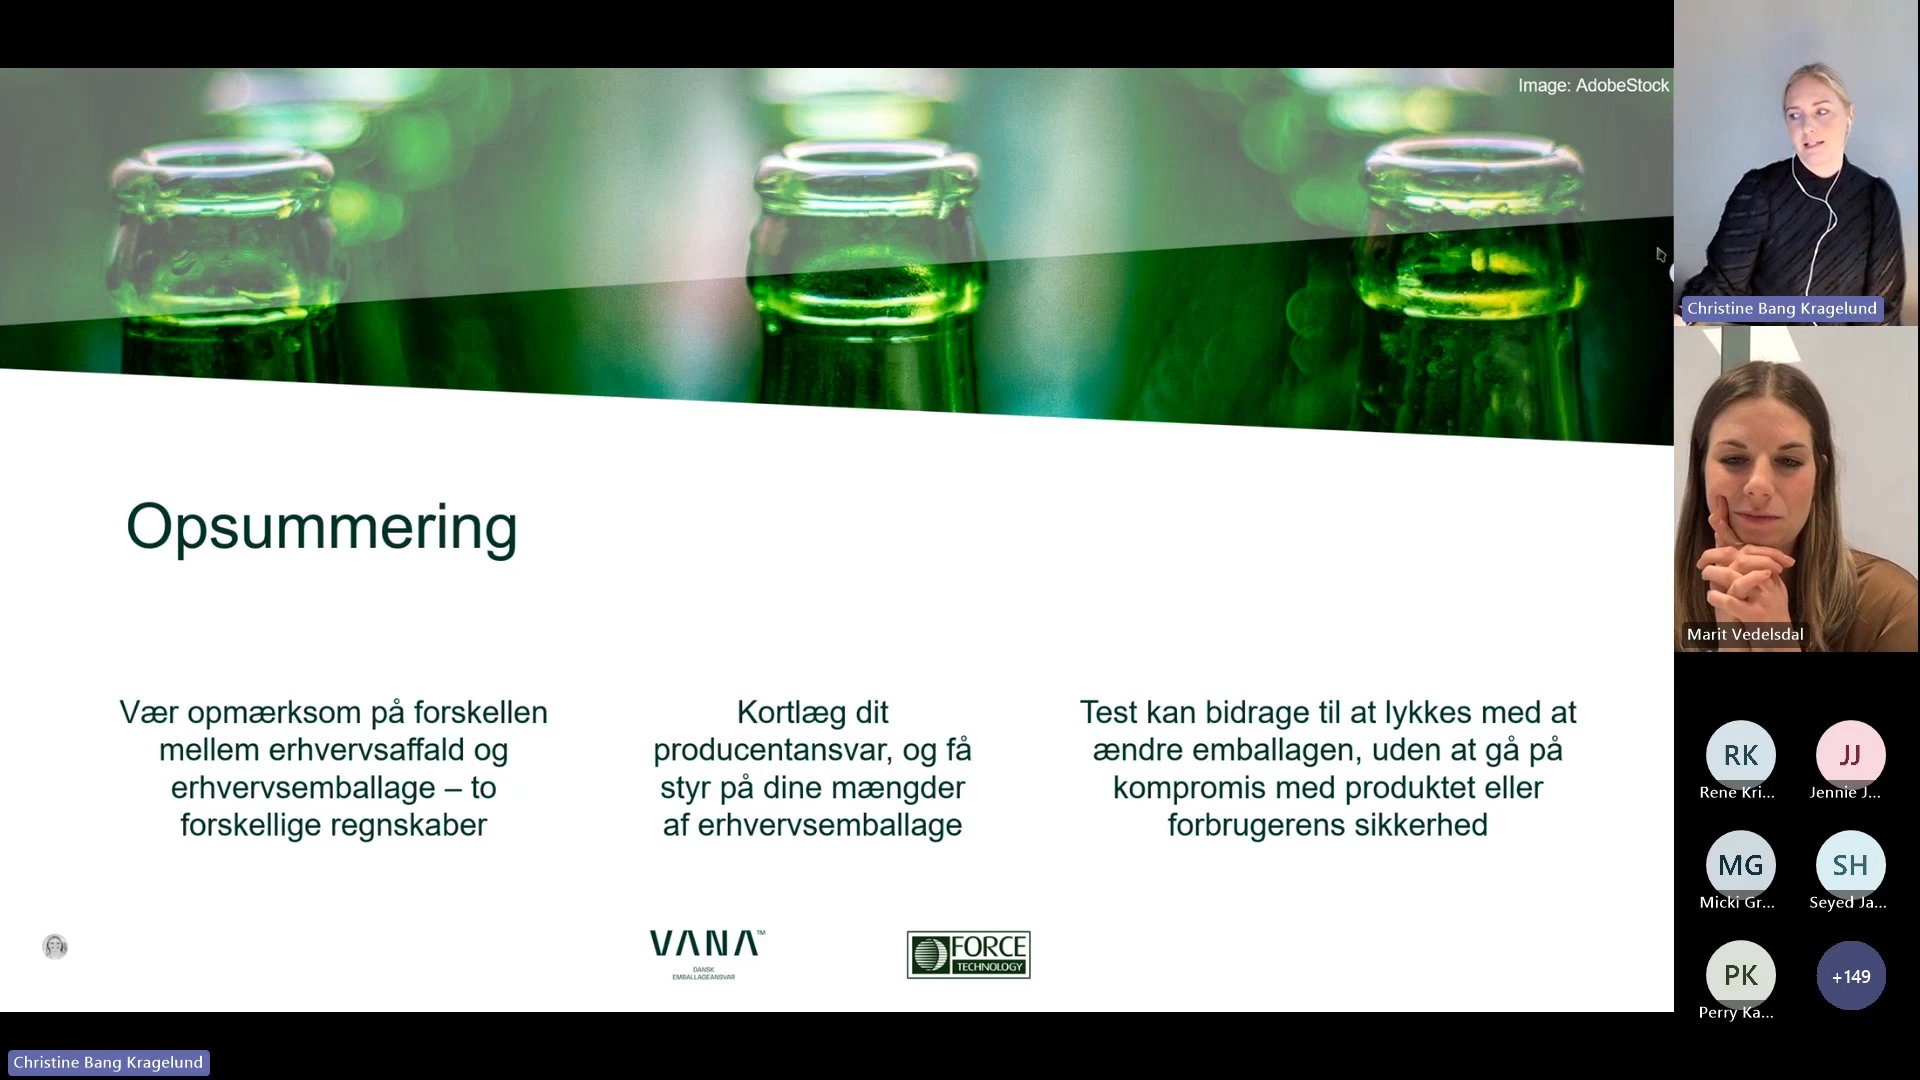 Image: AdobeStock
Opsummering
Vær opmærksom på forskellen
mellem erhvervsaffald og
erhvervsemballage – to
forskellige regnskaber
Kortlæg dit
producentansvar, og få
styr på dine mængder
af erhvervsemballage
Test kan bidrage til at lykkes med at
ændre emballagen, uden at gå på
kompromis med produktet eller
forbrugerens sikkerhed
VANA™
DANSK
EMBALLAGEANSVAR
FORCE
TECHNOLOGY
Christine Bang Kragelund
Christine Bang Kragelund
Marit Vedelsdal
RK
Rene Kri...
JJ
Jennie J...
MG
Micki Gr...
SH
Seyed Ja...
PK
Perry Ka...
+149